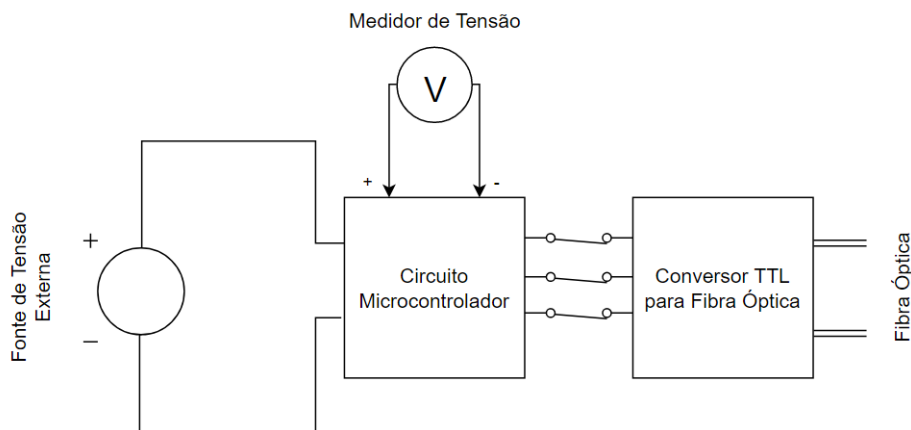 Medidor de Tensão
V
+
-
Fonte de Tensão
Externa
+
−
Circuito
Microcontrolador
Conversor TTL
para Fibra Óptica
Fibra Óptica